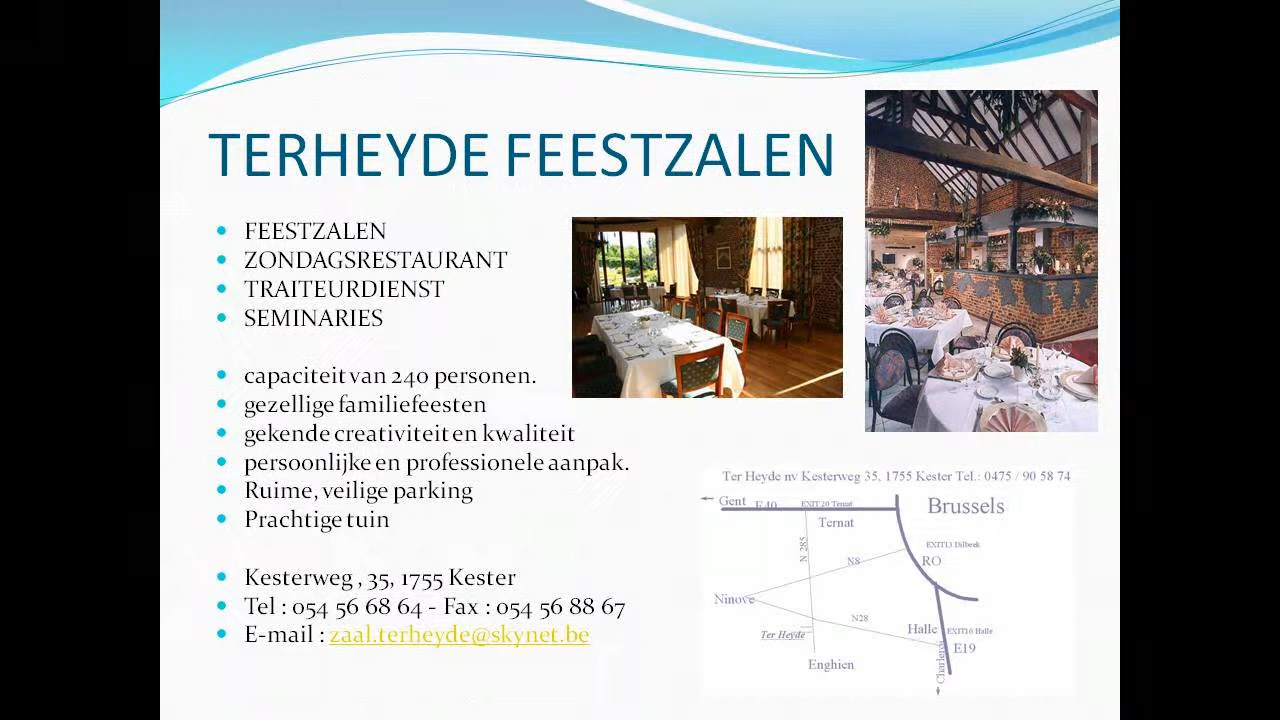 TERHEYDE FEESTZALEN
FEESTZALEN
ZONDAGSRESTAURANT
TRAITEURDIENST
SEMINARIES
capaciteit van 240 personen.
gezellige familiefeesten
gekende creativiteit en kwaliteit
persoonlijke en professionele aanpak.
Ruime, veilige parking
Prachtige tuin
Kesterweg , 35, 1755 Kester
Tel : 054 56 68 64 - Fax : 054 56 88 67
E-mail : zaal.terheyde@skynet.be
Ter Heyde nv Kesterweg 35, 1755 Kester Tel.: 0475 / 90 58 74
Gent
E40
EXIT 20 Ternat
Brussels
Ternat
N 285
EXIT13 Dilbeek
N8
RO
Ninove
N28
Ter Heyde
Halle
EXIT16 Halle
E19
Enghien